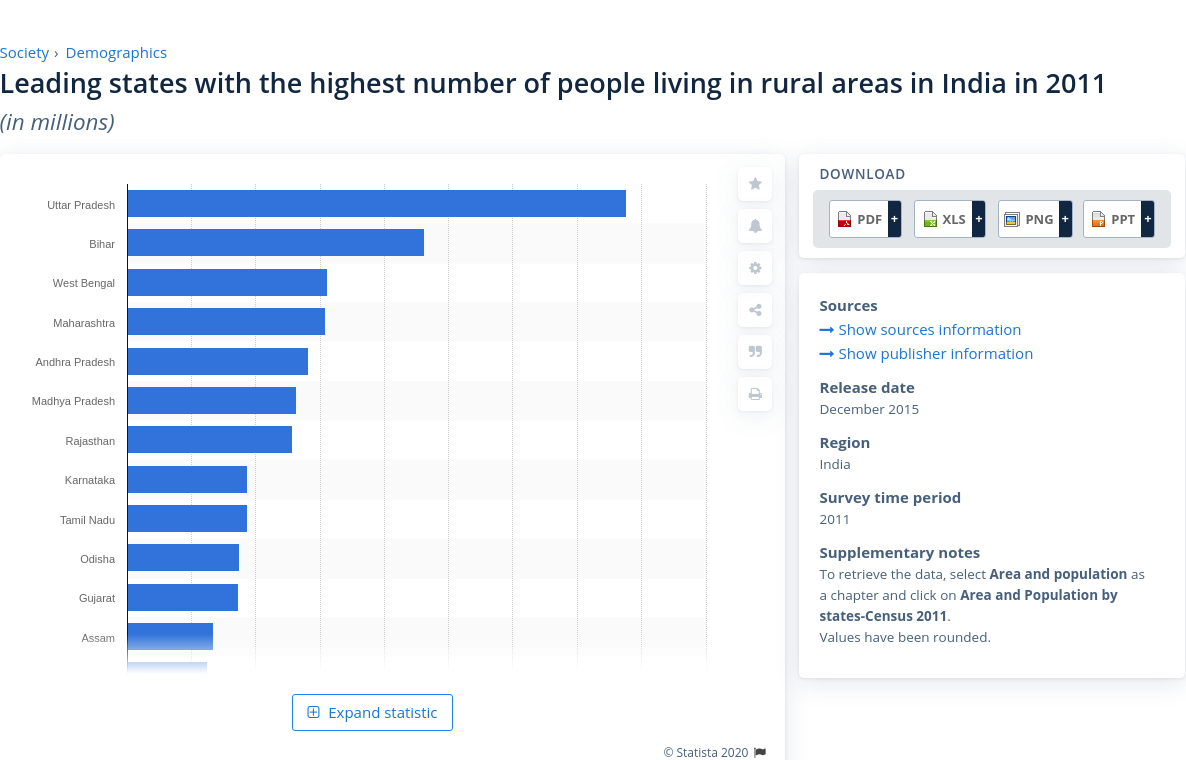 Society › Demographics
Leading states with the highest number of people living in rural areas in India in 2011
(in millions)
Uttar Pradesh
Bihar
West Bengal
Maharashtra
Andhra Pradesh
Madhya Pradesh
Rajasthan
Karnataka
Tamil Nadu
Odisha
Gujarat
Assam
Expand statistic
© Statista 2020
DOWNLOAD
PDF + XLS + PNG + PPT +
Sources
Show sources information
Show publisher information
Release date
December 2015
Region
India
Survey time period
2011
Supplementary notes
To retrieve the data, select Area and population as
a chapter and click on Area and Population by
states-Census 2011.
Values have been rounded.